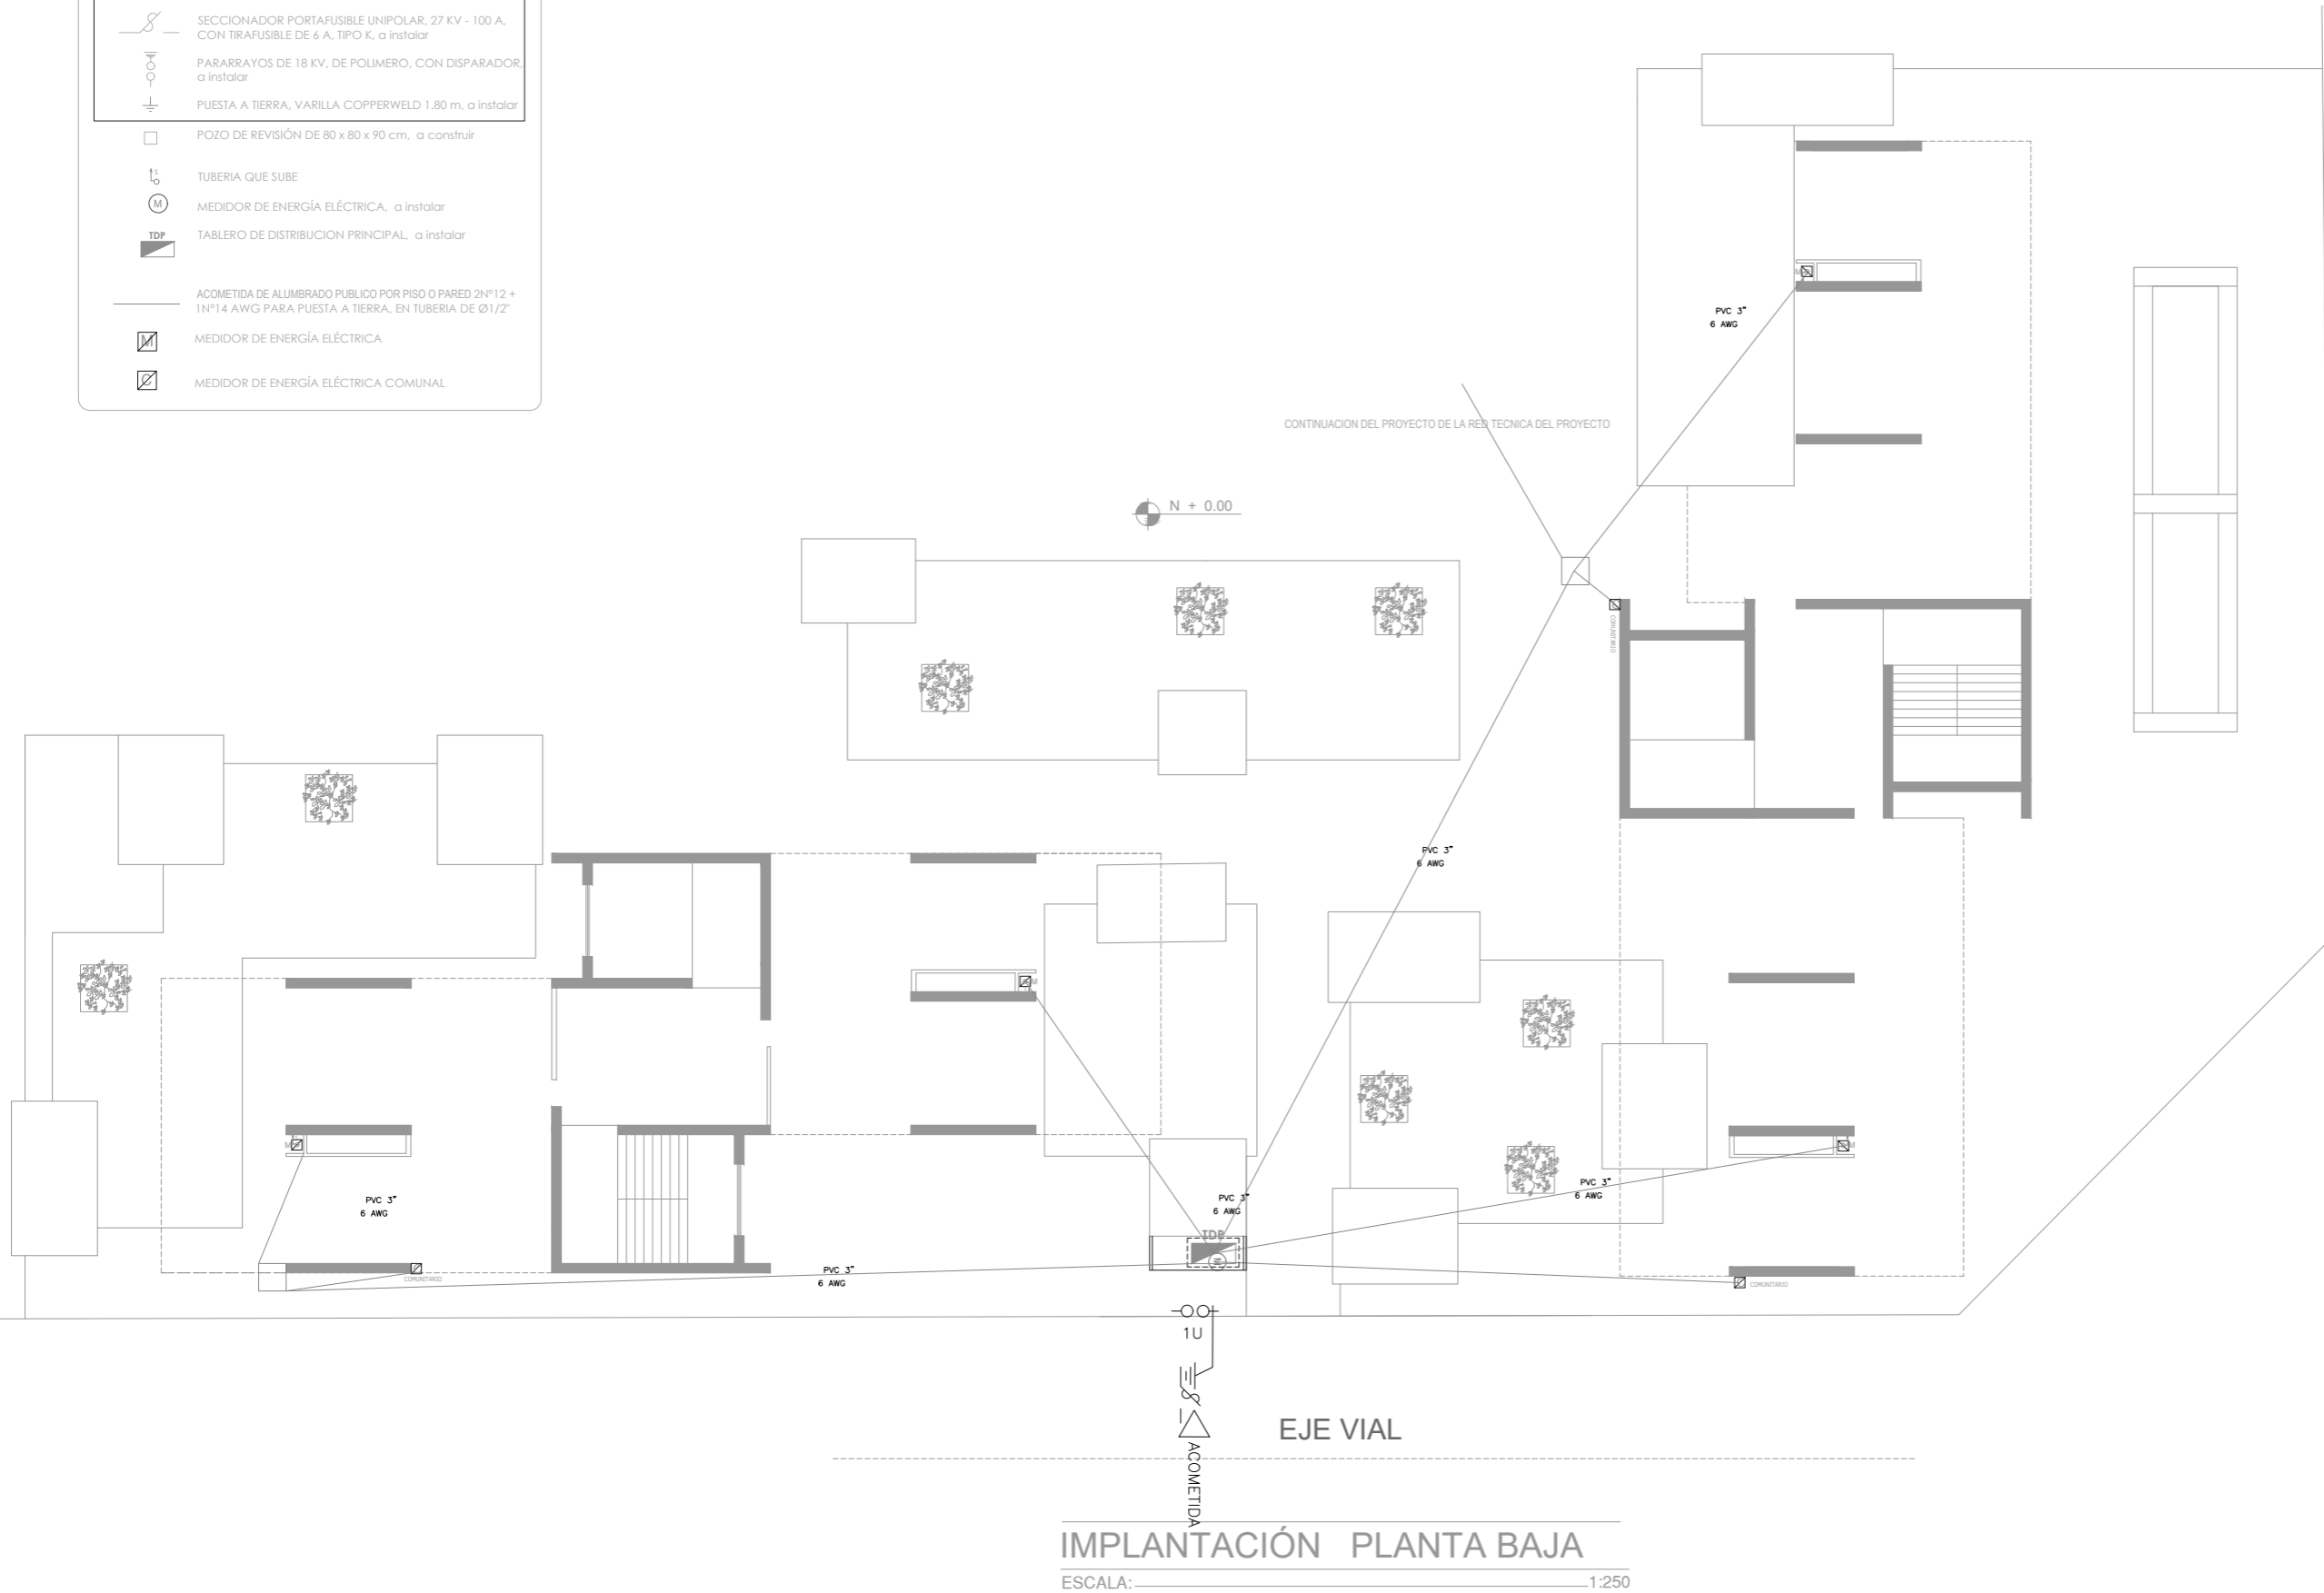 SECCIONADOR PORTAFUSIBLE UNIPOLAR, 27 KV - 100 A,
CON TIRAFUSIBLE DE 6 A, TIPO K, a instalar
PARARRAYOS DE 18 KV, DE POLIMERO, CON DISPARADOR,
a instalar
PUESTA A TIERRA, VARILLA COPPERWELD 1.80 m, a instalar
POZO DE REVISIÓN DE 80 x 80 x 90 cm, a construir
S
TUBERIA QUE SUBE
M
MEDIDOR DE ENERGÍA ELÉCTRICA, a instalar
TDP
TABLERO DE DISTRIBUCION PRINCIPAL, a instalar
ACOMETIDA DE ALUMBRADO PUBLICO POR PISO O PARED 2Nº12 +
1Nº14 AWG PARA PUESTA A TIERRA, EN TUBERIA DE Ø1/2"
M
MEDIDOR DE ENERGÍA ELÉCTRICA
C
MEDIDOR DE ENERGÍA ELÉCTRICA COMUNAL
PVC 3"
6 AWG
CONTINUACION DEL PROYECTO DE LA RED TECNICA DEL PROYECTO
N + 0.00
COMUNITARIO
PVC 3"
6 AWG
M
M
M
PVC 3"
6 AWG
PVC 3"
6 AWG
PVC 3"
6 AWG
TDP
M
COMUNITARIO
PVC 3"
6 AWG
COMUNITARIO
1U
EJE VIAL
ACOMETIDA
IMPLANTACIÓN PLANTA BAJA
ESCALA: 1:250